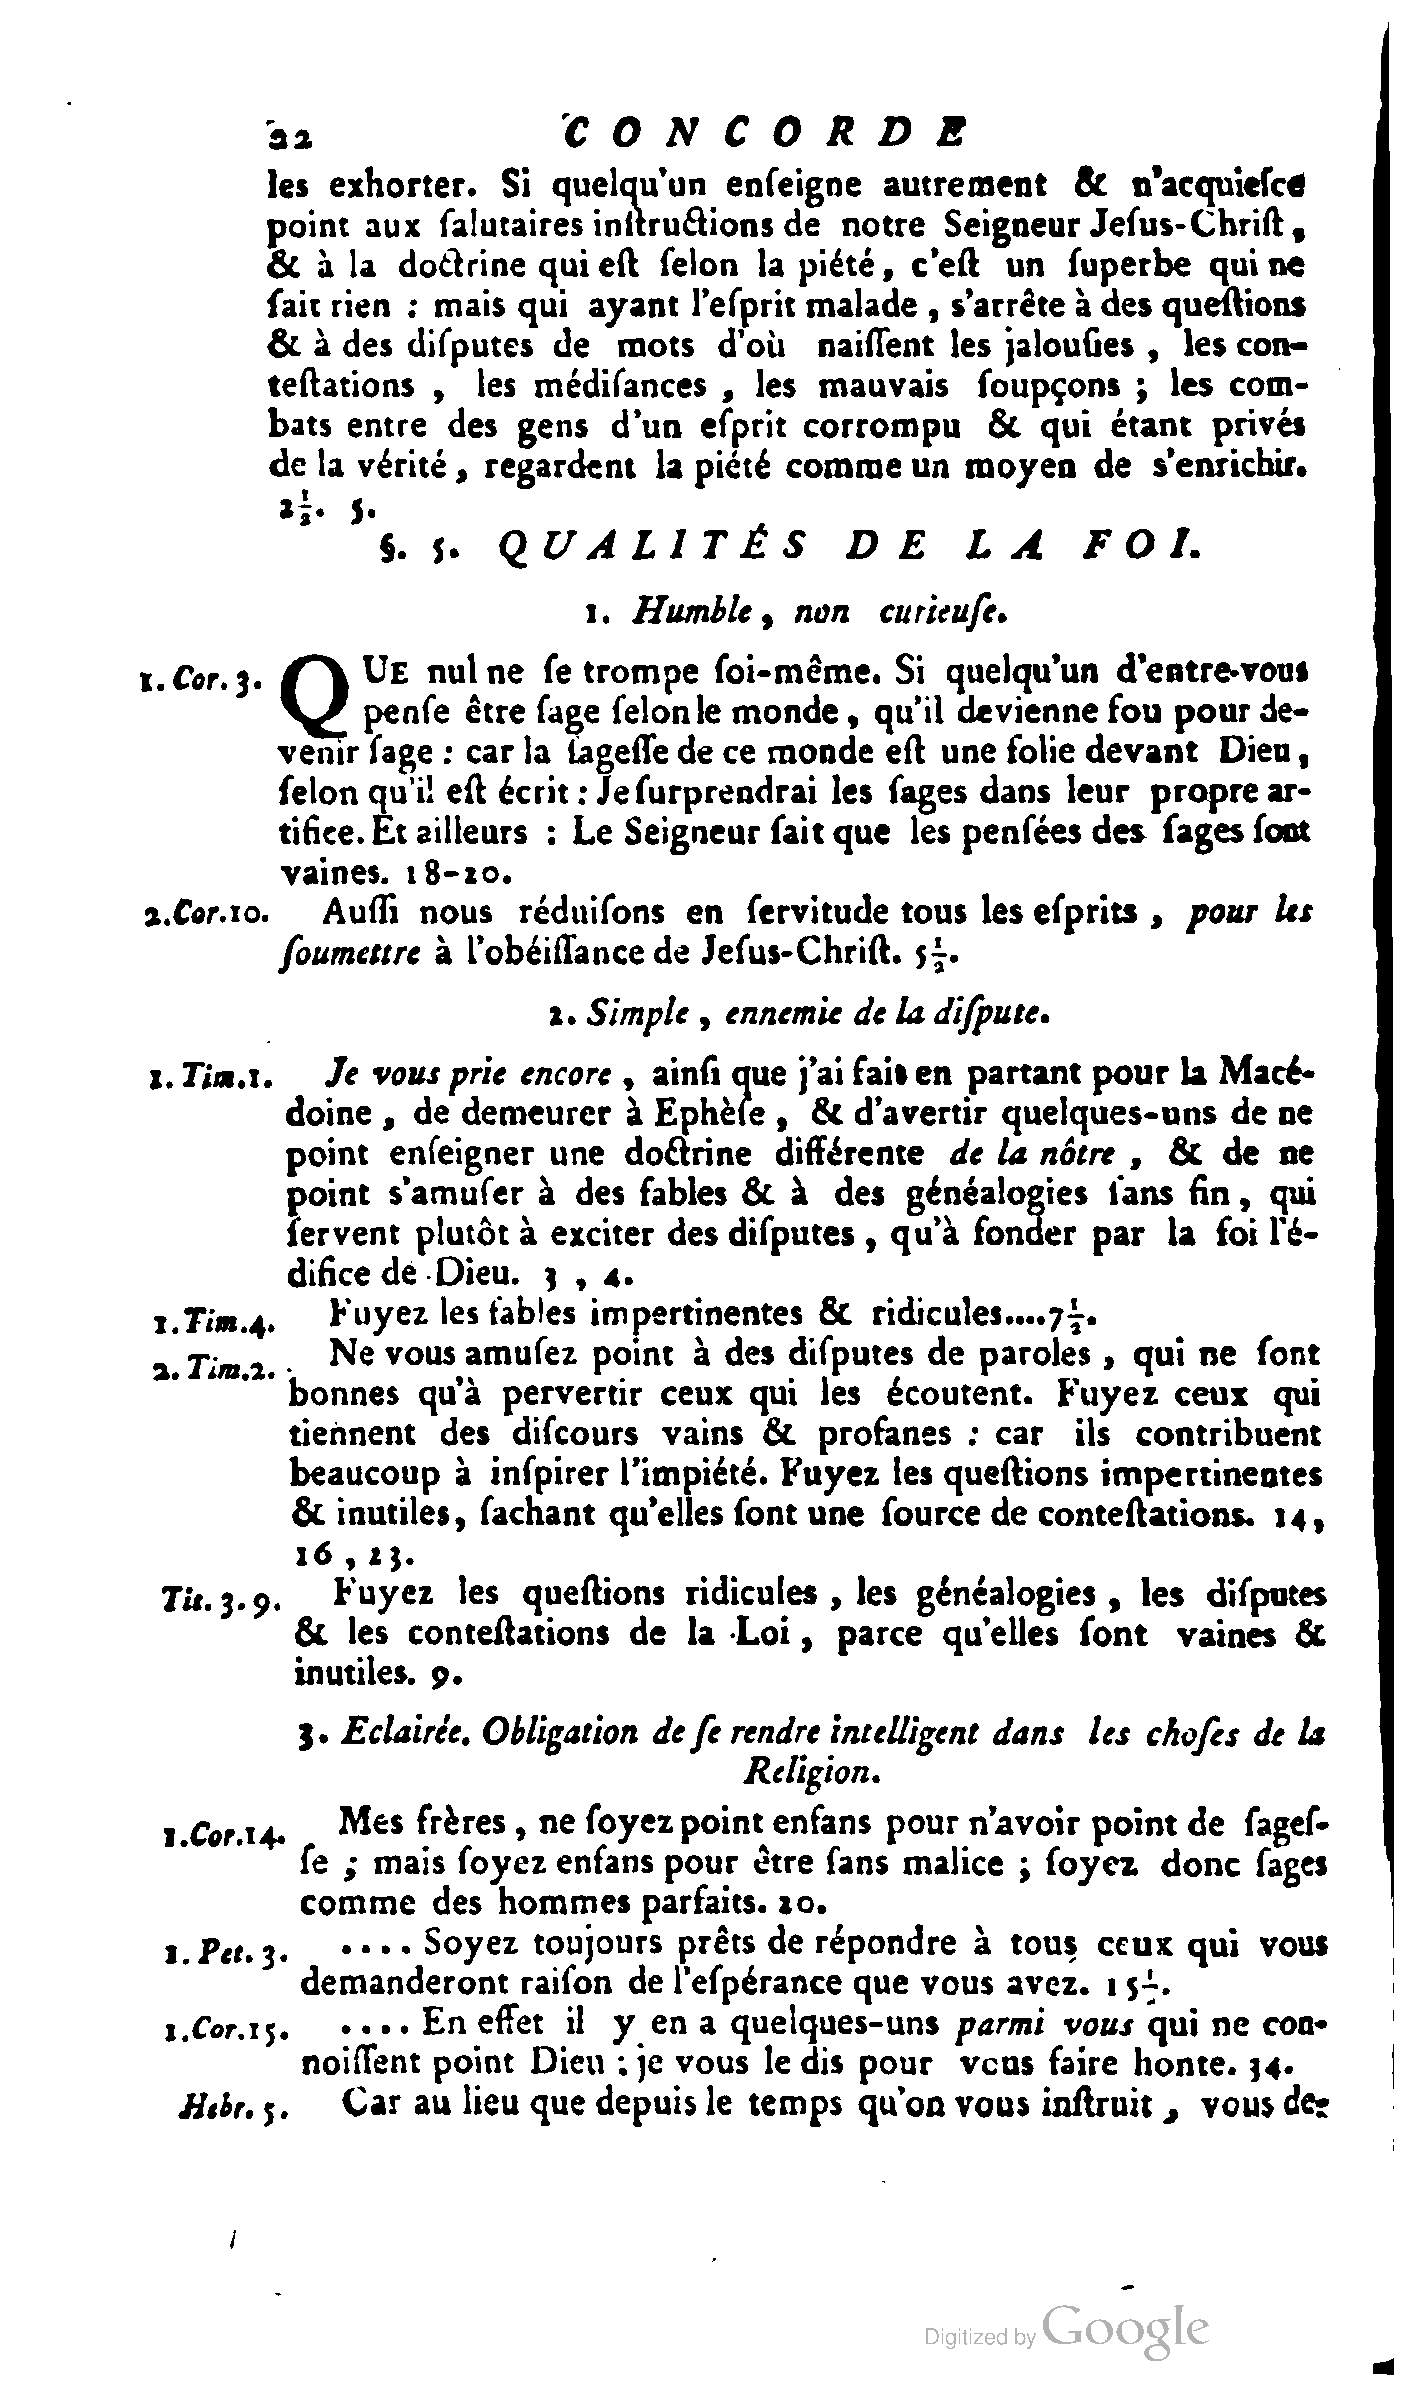 22 CONCORDE
les exhorter. Si quelqu'un enſeigne autrement & n'acquieſce
point aux ſalutaires inſtructions de notre Seigneur Jeſus-Chriſt,
& à la doctrine qui eſt ſelon la piété, c'eſt un ſuperbe qui ne
ſait rien : mais qui ayant l'eſprit malade, s'arrête à des queſtions
& à des diſputes de mots d'où naiſſent les jalouſies, les con-
teſtations, les médiſances, les mauvais ſoupçons ; les com-
bats entre des gens d'un eſprit corrompu & qui étant privés
de la vérité, regardent la piété comme un moyen de s'enrichir.
2½. 5.
§. 5. QUALITÉS DE LA FOI.
1. Humble, non curieuſe.
1. Cor. 3. QUE nul ne ſe trompe ſoi-même. Si quelqu'un d'entre-vous
penſe être ſage ſelon le monde, qu'il devienne fou pour de-
venir ſage : car la ſageſſe de ce monde eſt une folie devant Dieu,
ſelon qu'il eſt écrit : Je ſurprendrai les ſages dans leur propre ar-
tifice. Et ailleurs : Le Seigneur ſait que les penſées des ſages ſont
vaines. 18-20.
2.Cor.10. Auſſi nous réduiſons en ſervitude tous les eſprits, pour les
ſoumettre à l'obéiſſance de Jeſus-Chriſt. 5½.
2. Simple, ennemie de la diſpute.
1. Tim.1. Je vous prie encore, ainſi que j'ai fait en partant pour la Macé-
doine, de demeurer à Ephèſe, & d'avertir quelques-uns de ne
point enſeigner une doctrine différente de la nôtre, & de ne
point s'amuſer à des fables & à des généalogies ſans fin, qui
ſervent plutôt à exciter des diſputes, qu'à fonder par la foi l'é-
difice de Dieu. 3, 4.
1.Tim.4. Fuyez les fables impertinentes & ridicules....7½.
2. Tim.2. Ne vous amuſez point à des diſputes de paroles, qui ne ſont
bonnes qu'à pervertir ceux qui les écoutent. Fuyez ceux qui
tiennent des diſcours vains & profanes : car ils contribuent
beaucoup à inſpirer l'impiété. Fuyez les queſtions impertinentes
& inutiles, ſachant qu'elles ſont une ſource de conteſtations. 14,
16, 23.
Tit. 3. 9. Fuyez les queſtions ridicules, les généalogies, les diſputes
& les conteſtations de la Loi, parce qu'elles ſont vaines &
inutiles. 9.
3. Eclairée. Obligation de ſe rendre intelligent dans les choſes de la
Religion.
1.Cor.14. Mes frères, ne ſoyez point enfans pour n'avoir point de ſageſ-
ſe ; mais ſoyez enfans pour être ſans malice ; ſoyez donc ſages
comme des hommes parfaits. 20.
1. Pet. 3. .... Soyez toujours prêts de répondre à tous ceux qui vous
demanderont raiſon de l'eſpérance que vous avez. 15½.
1.Cor.15. .... En effet il y en a quelques-uns parmi vous qui ne con-
noiſſent point Dieu : je vous le dis pour vous faire honte. 34.
Hebr. 5. Car au lieu que depuis le temps qu'on vous inſtruit, vous de-
Digitized by Google